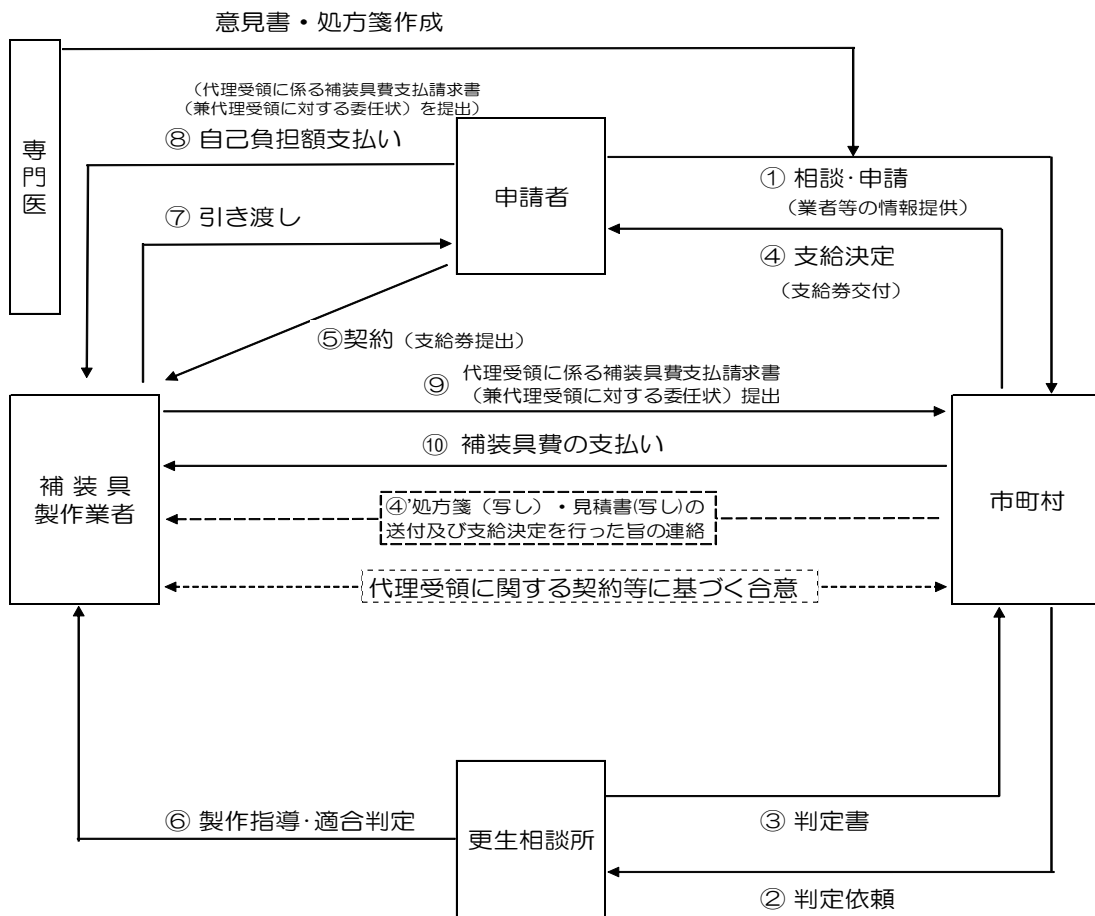 意見書・処方箋作成
専門医
（代理受領に係る補装具費支払請求書
（兼代理受領に対する委任状）を提出）
⑧ 自己負担額支払い
申請者
① 相談・申請
（業者等の情報提供）
⑦ 引き渡し
④ 支給決定
（支給券交付）
⑤契約（支給券提出）
⑨ 代理受領に係る補装具費支払請求書
（兼代理受領に対する委任状）提出
⑩ 補装具費の支払い
補装具
製作業者
市町村
④'処方箋（写し）・見積書(写し)の
送付及び支給決定を行った旨の連絡
代理受領に関する契約等に基づく合意
⑥ 製作指導・適合判定
更生相談所
③ 判定書
② 判定依頼